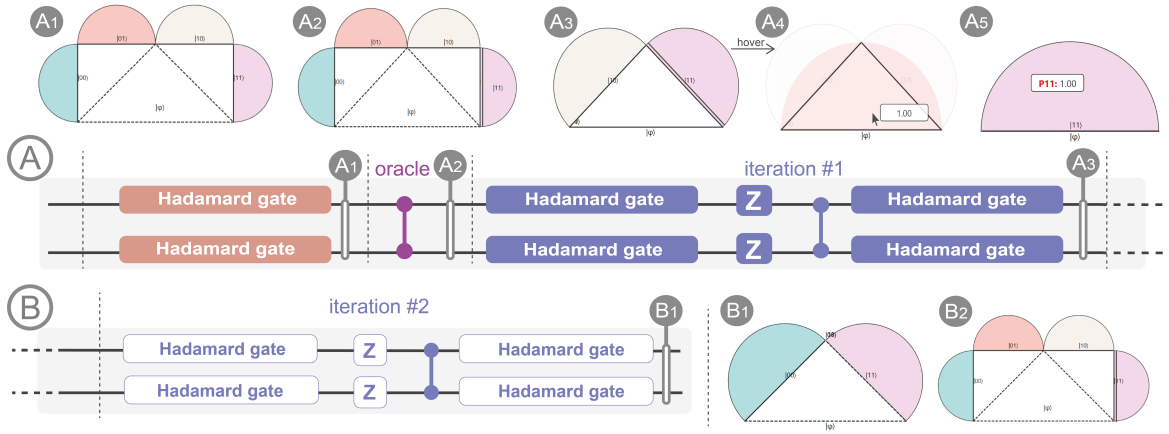 A1
|01⟩
|10⟩
|00⟩
|11⟩
|φ⟩
A2
|01⟩
|10⟩
|00⟩
|11⟩
|φ⟩
A3
|10⟩
|11⟩
|φ⟩
hover
A4
1.00
|φ⟩
A5
P11: 1.00
|11⟩
|φ⟩
A
A1
oracle
A2
iteration #1
A3
Hadamard gate
Hadamard gate
Z
Hadamard gate
Hadamard gate
Hadamard gate
Z
Hadamard gate
B
iteration #2
B1
Hadamard gate
Z
Hadamard gate
Hadamard gate
Z
Hadamard gate
B1
|00⟩
|11⟩
|φ⟩
B2
|01⟩
|10⟩
|00⟩
|11⟩
|φ⟩